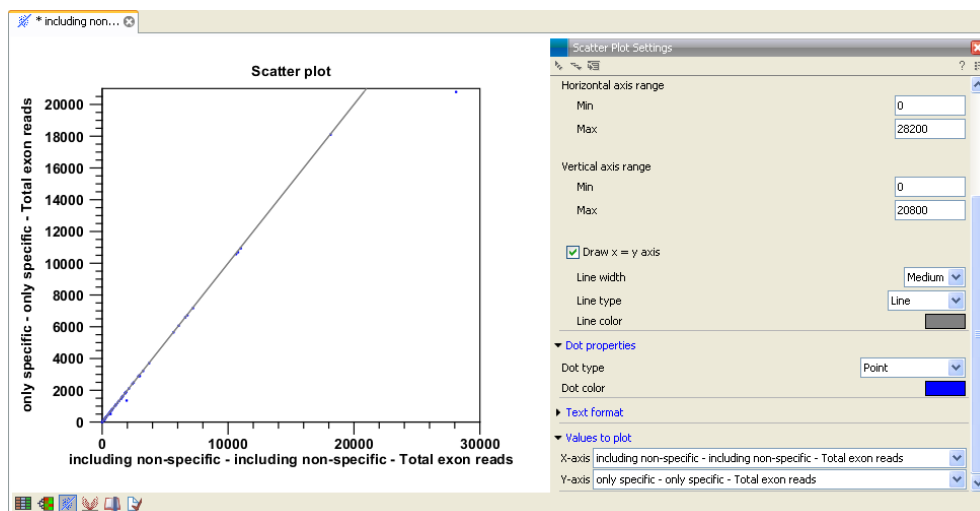 * including non...
Scatter plot
20000
18000
16000
14000
12000
10000
8000
6000
4000
2000
0
only specific - only specific - Total exon reads
0 10000 20000 30000
including non-specific - including non-specific - Total exon reads
Scatter Plot Settings
?
Horizontal axis range
Min 0
Max 28200
Vertical axis range
Min 0
Max 20800
Draw x = y axis
Line width Medium
Line type Line
Line color
Dot properties
Dot type Point
Dot color
Text format
Values to plot
X-axis including non-specific - including non-specific - Total exon reads
Y-axis only specific - only specific - Total exon reads